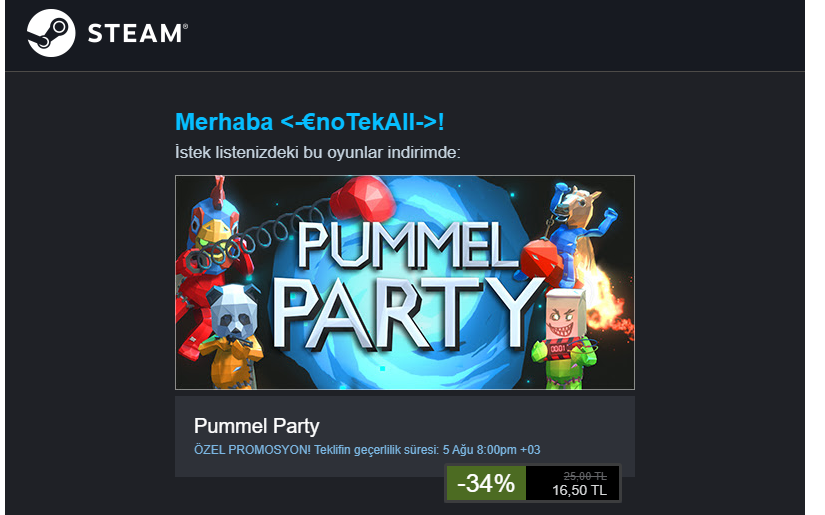 STEAM®
Merhaba <-€noTekAll->!
İstek listenizdeki bu oyunlar indirimde:
PUMMEL
PARTY
0001
Pummel Party
ÖZEL PROMOSYON! Teklifin geçerlilik süresi: 5 Ağu 8:00pm +03
-34%
25,00 TL
16,50 TL